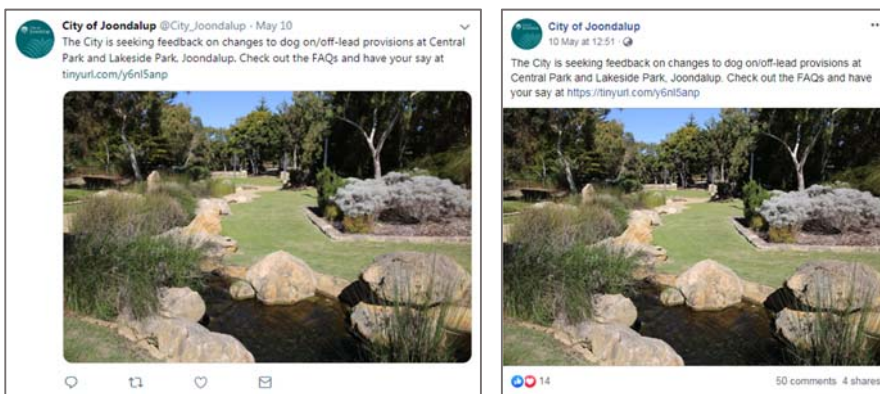 City of Joondalup @City_Joondalup · May 10
The City is seeking feedback on changes to dog on/off-lead provisions at Central
Park and Lakeside Park, Joondalup. Check out the FAQs and have your say at
tinyurl.com/y6nl5anp
City of Joondalup
10 May at 12:51 ·
The City is seeking feedback on changes to dog on/off-lead provisions at
Central Park and Lakeside Park, Joondalup. Check out the FAQs and have
your say at https://tinyurl.com/y6nl5anp
14
50 comments 4 shares